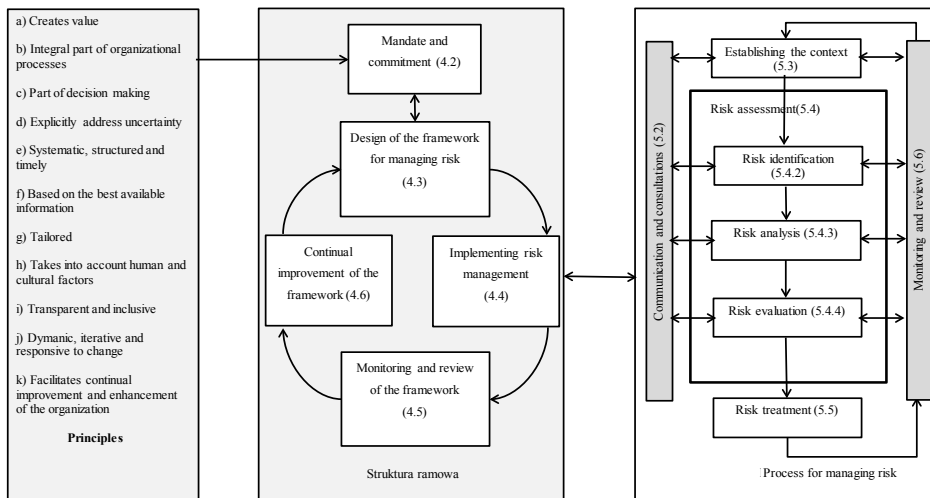 a) Creates value
b) Integral part of organizational
processes
c) Part of decision making
d) Explicitly address uncertainty
e) Systematic, structured and
timely
f) Based on the best available
information
g) Tailored
h) Takes into account human and
cultural factors
i) Transparent and inclusive
j) Dymanic, iterative and
responsive to change
k) Facilitates continual
improvement and enhancement
of the organization
Principles
Mandate and
commitment (4.2)
Design of the framework
for managing risk
(4.3)
Continual
improvement of the
framework (4.6)
Implementing risk
management
(4.4)
Monitoring and review
of the framework
(4.5)
Struktura ramowa
Communication and consultations (5.2)
Establishing the context
(5.3)
Risk assessment(5.4)
Risk identification
(5.4.2)
Risk analysis (5.4.3)
Risk evaluation (5.4.4)
Risk treatment (5.5)
Monitoring and review (5.6)
Process for managing risk